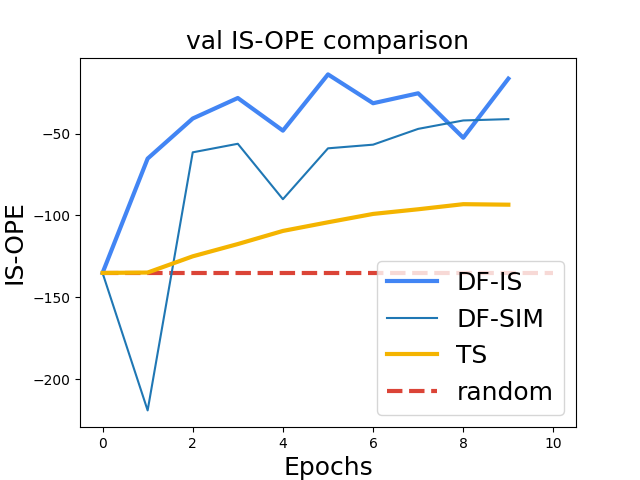 val IS-OPE comparison
IS-OPE
−50
−100
−150
−200
DF-IS
DF-SIM
TS
random
0 2 4 6 8 10
Epochs